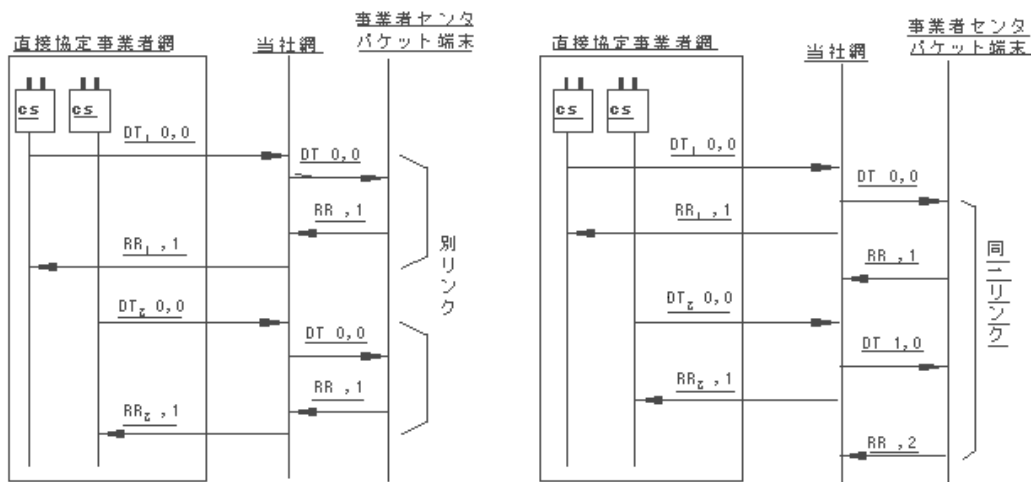 直接協定事業者網
当社網
事業者センタ
パケット端末
cs
cs
DT₁ 0,0
DT 0,0
RR ,1
RR₁ ,1
別リンク
DT₂ 0,0
DT 0,0
RR ,1
RR₂ ,1
直接協定事業者網
当社網
事業者センタ
パケット端末
cs
cs
DT₁ 0,0
DT 0,0
RR₁ ,1
RR ,1
同一リンク
DT₂ 0,0
DT 1,0
RR₂ ,1
RR ,2